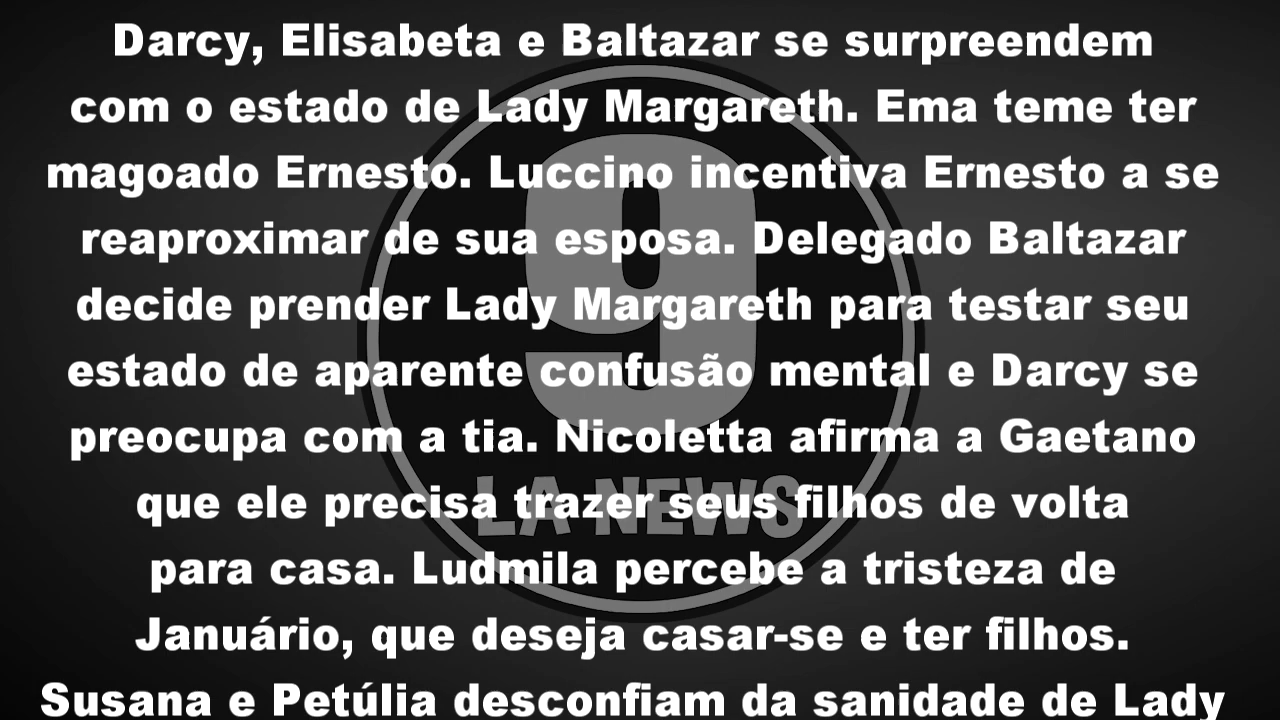 Darcy, Elisabeta e Baltazar se surpreendem
com o estado de Lady Margareth. Ema teme ter
magoado Ernesto. Luccino incentiva Ernesto a se
reaproximar de sua esposa. Delegado Baltazar
decide prender Lady Margareth para testar seu
estado de aparente confusão mental e Darcy se
preocupa com a tia. Nicoletta afirma a Gaetano
que ele precisa trazer seus filhos de volta
para casa. Ludmila percebe a tristeza de
Januário, que deseja casar-se e ter filhos.
Susana e Petúlia desconfiam da sanidade de Lady
9
LA NEWS